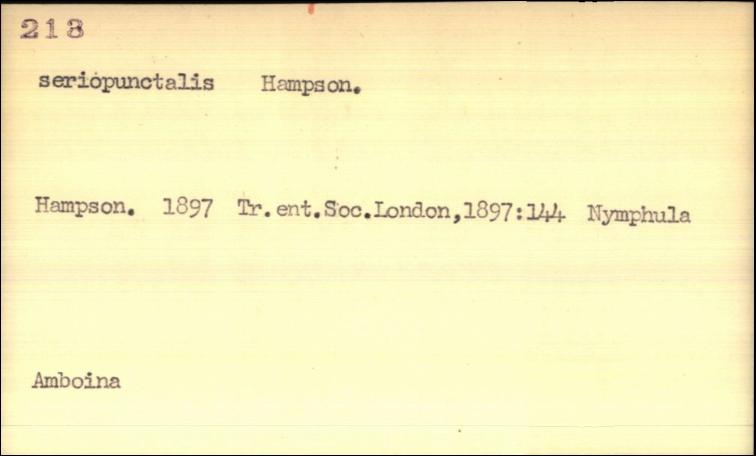 213
seriopunctalis Hampson.
Hampson. 1897 Tr.ent.Soc.London,1897:144 Nymphula
Amboina